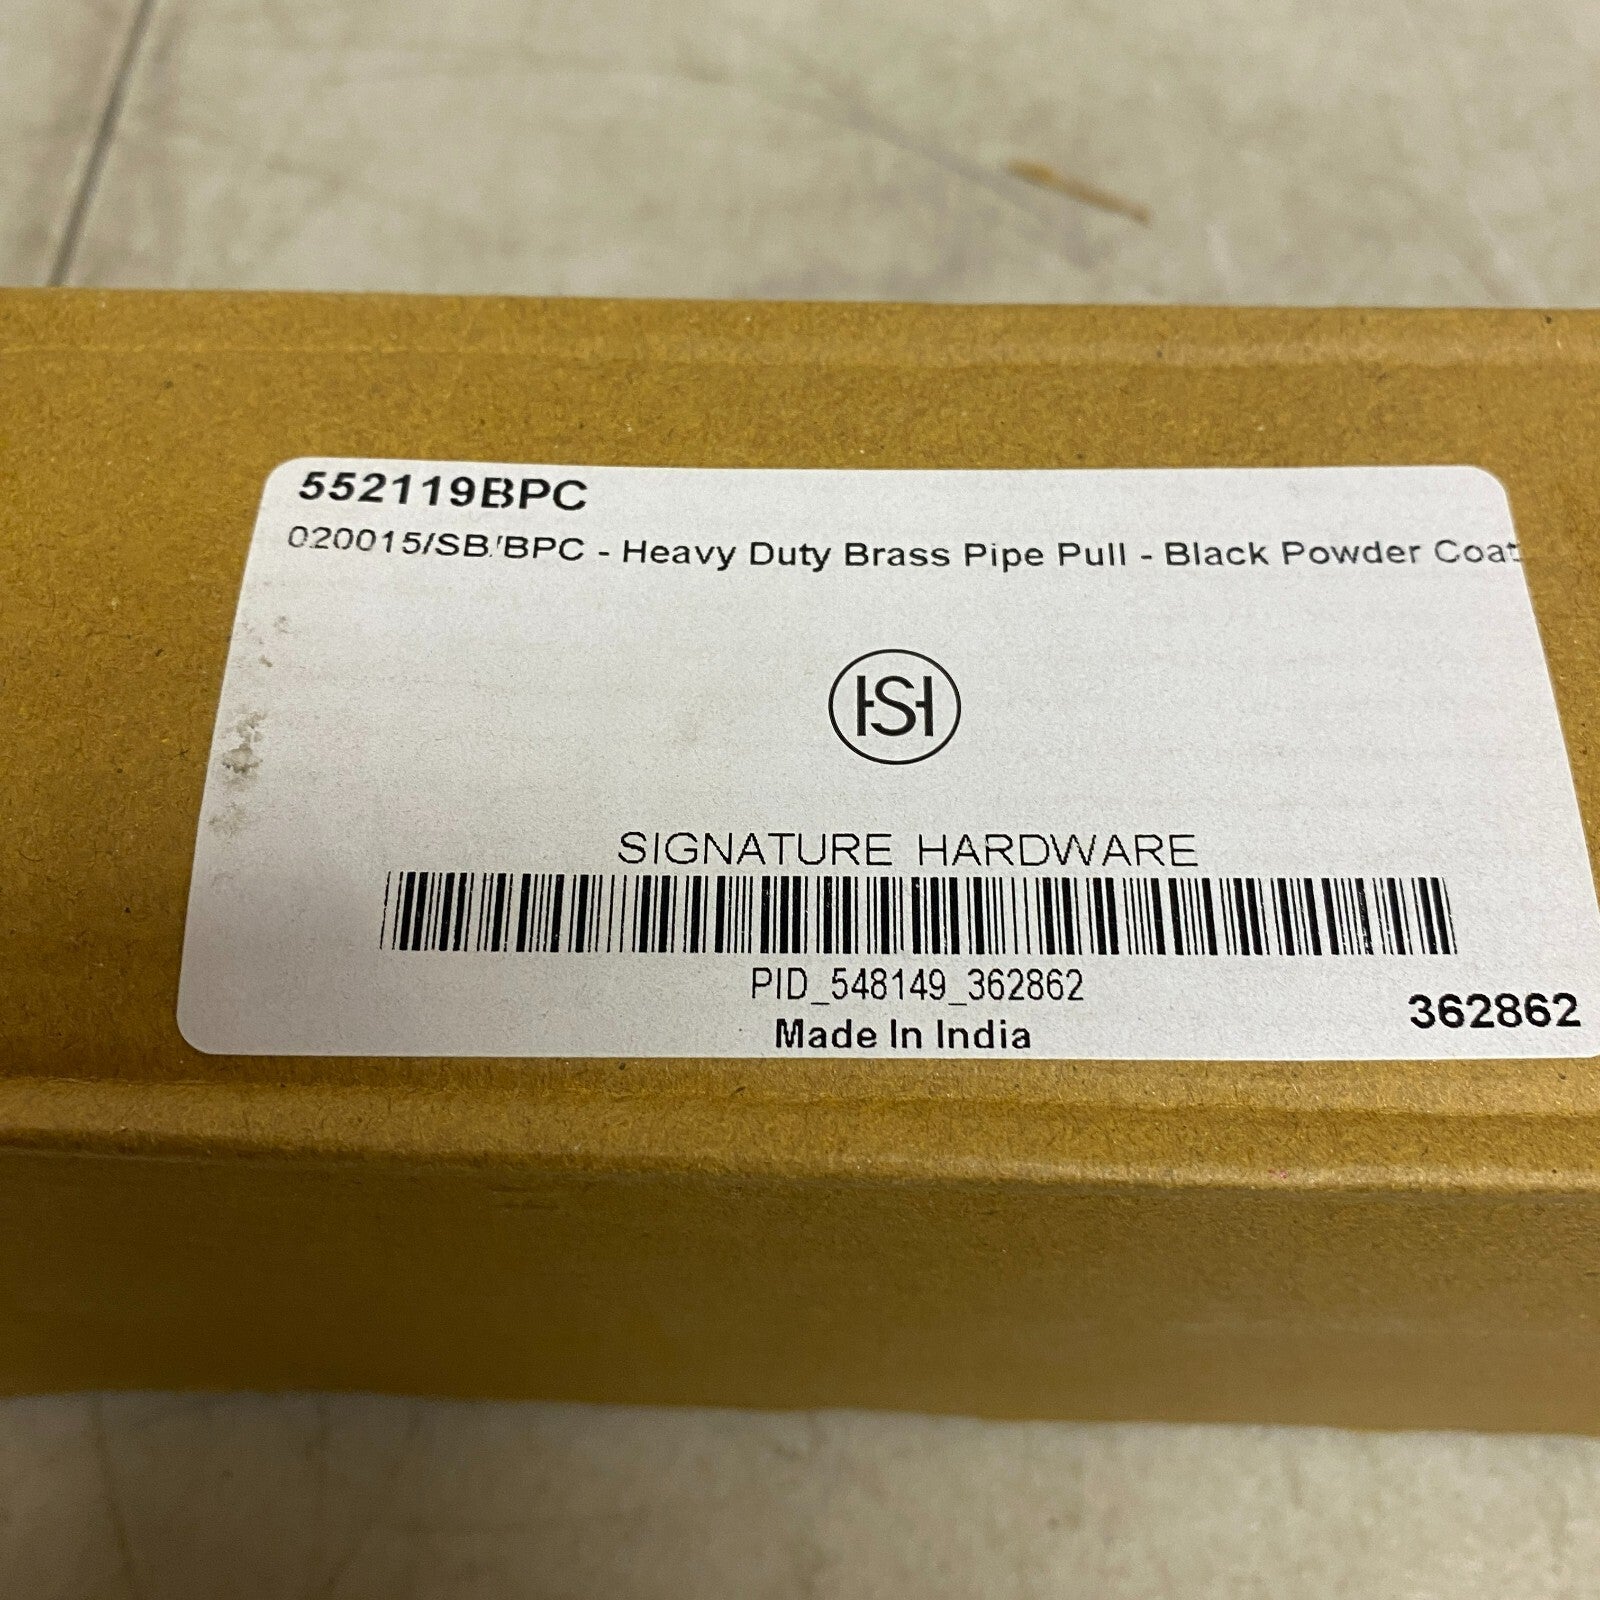 552119BPC
020015/SB/BPC - Heavy Duty Brass Pipe Pull - Black Powder Coat
HSH
SIGNATURE HARDWARE
PID_548149_362862
Made In India
362862